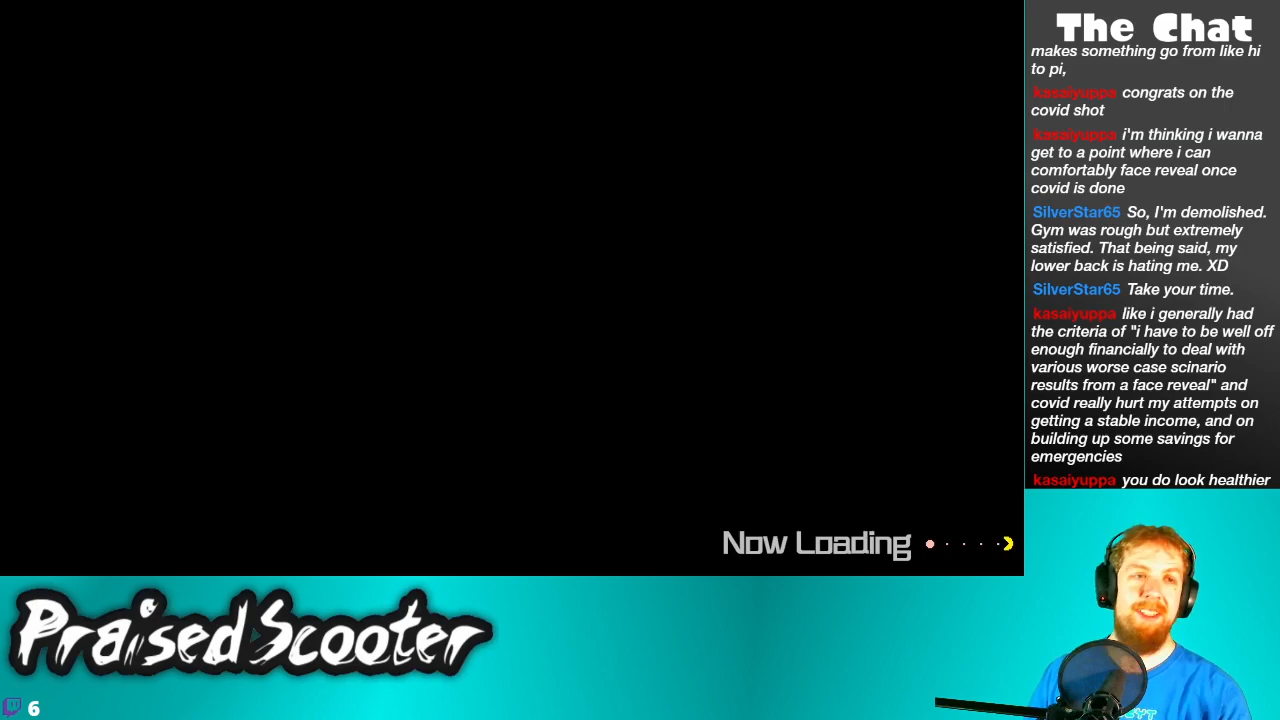 The Chat
makes something go from like hi
to pi,
kasaiyuppa congrats on the
covid shot
kasaiyuppa i'm thinking i wanna
get to a point where i can
comfortably face reveal once
covid is done
SilverStar65 So, I'm demolished.
Gym was rough but extremely
satisfied. That being said, my
lower back is hating me. XD
SilverStar65 Take your time.
kasaiyuppa like i generally had
the criteria of "i have to be well off
enough financially to deal with
various worse case scinario
results from a face reveal" and
covid really hurt my attempts on
getting a stable income, and on
building up some savings for
emergencies
kasaiyuppa you do look healthier
Now Loading
PraisedScooter
6